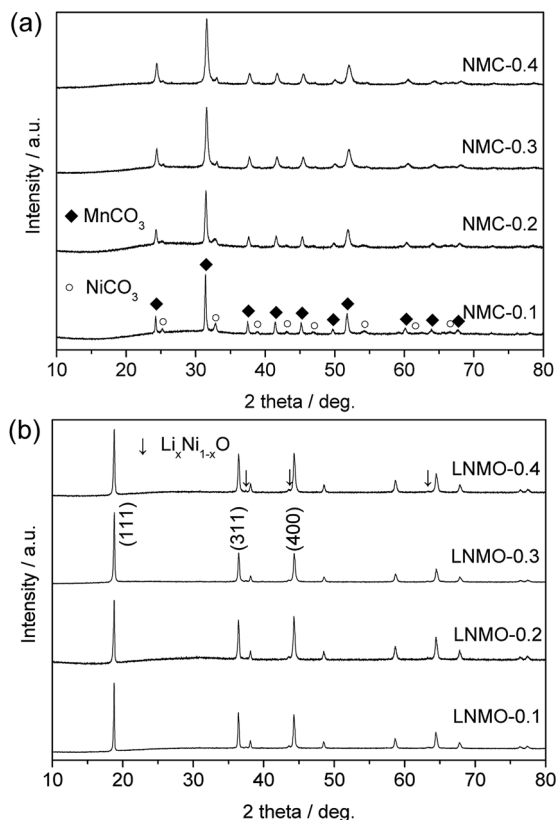 (a)
NMC-0.4
NMC-0.3
NMC-0.2
NMC-0.1
◆ MnCO₃
○ NiCO₃
Intensity / a.u.
10 20 30 40 50 60 70 80
2 theta / deg.
(b)
↓ LiₓNi₁₋ₓO
LNMO-0.4
(111)
(311)
(400)
LNMO-0.3
LNMO-0.2
LNMO-0.1
Intensity / a.u.
10 20 30 40 50 60 70 80
2 theta / deg.